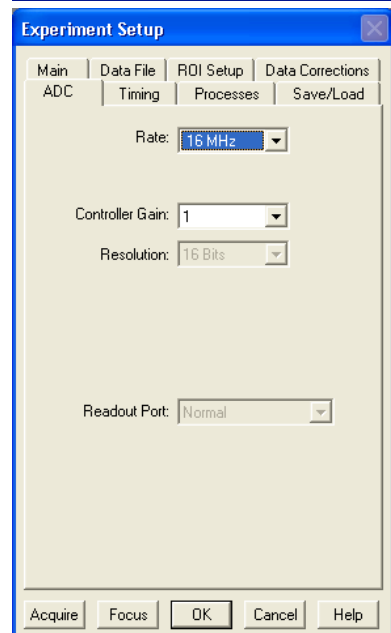 Experiment Setup
Main Data File ROI Setup Data Corrections
ADC Timing Processes Save/Load
Rate: 16 MHz
Controller Gain: 1
Resolution: 16 Bits
Readout Port: Normal
Acquire Focus OK Cancel Help